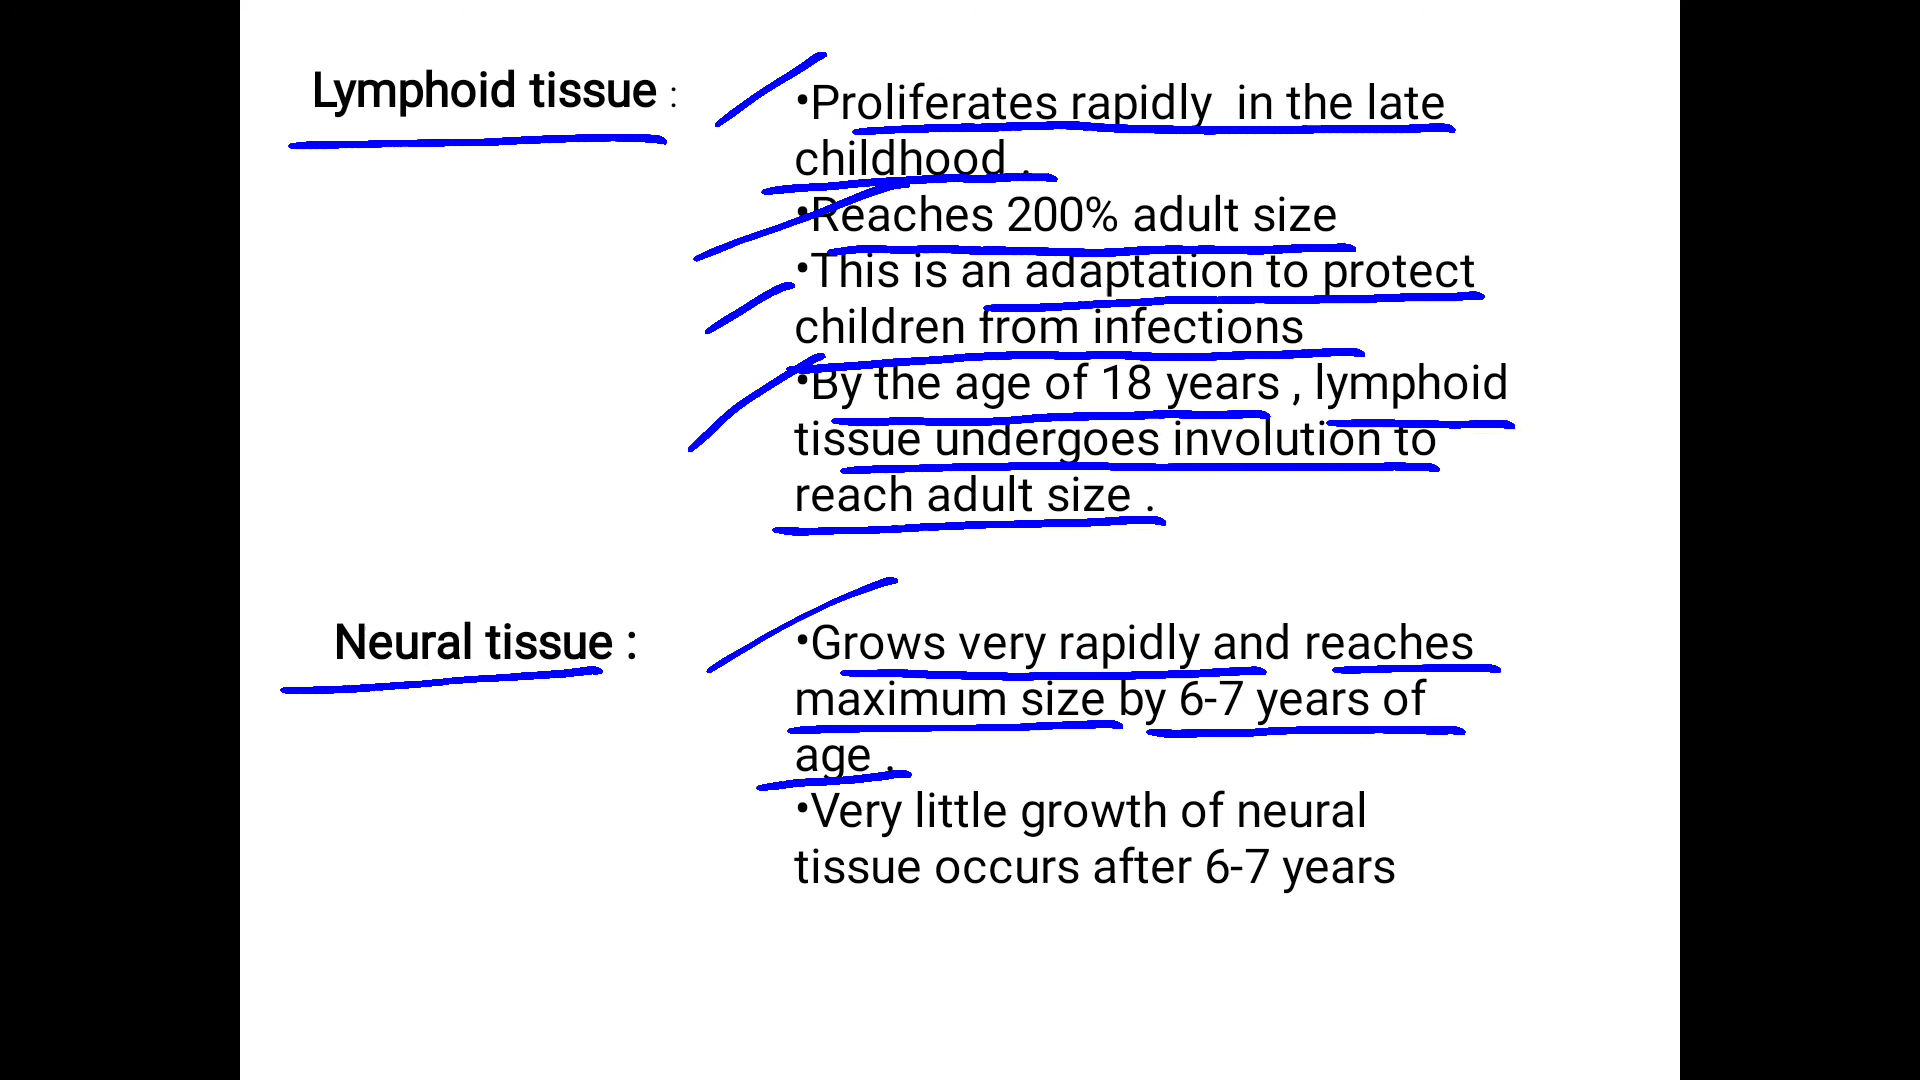 Lymphoid tissue :
•Proliferates rapidly  in the late
childhood .
•Reaches 200% adult size
•This is an adaptation to protect
children from infections
•By the age of 18 years , lymphoid
tissue undergoes involution to
reach adult size .
Neural tissue :
•Grows very rapidly and reaches
maximum size by 6-7 years of
age .
•Very little growth of neural
tissue occurs after 6-7 years